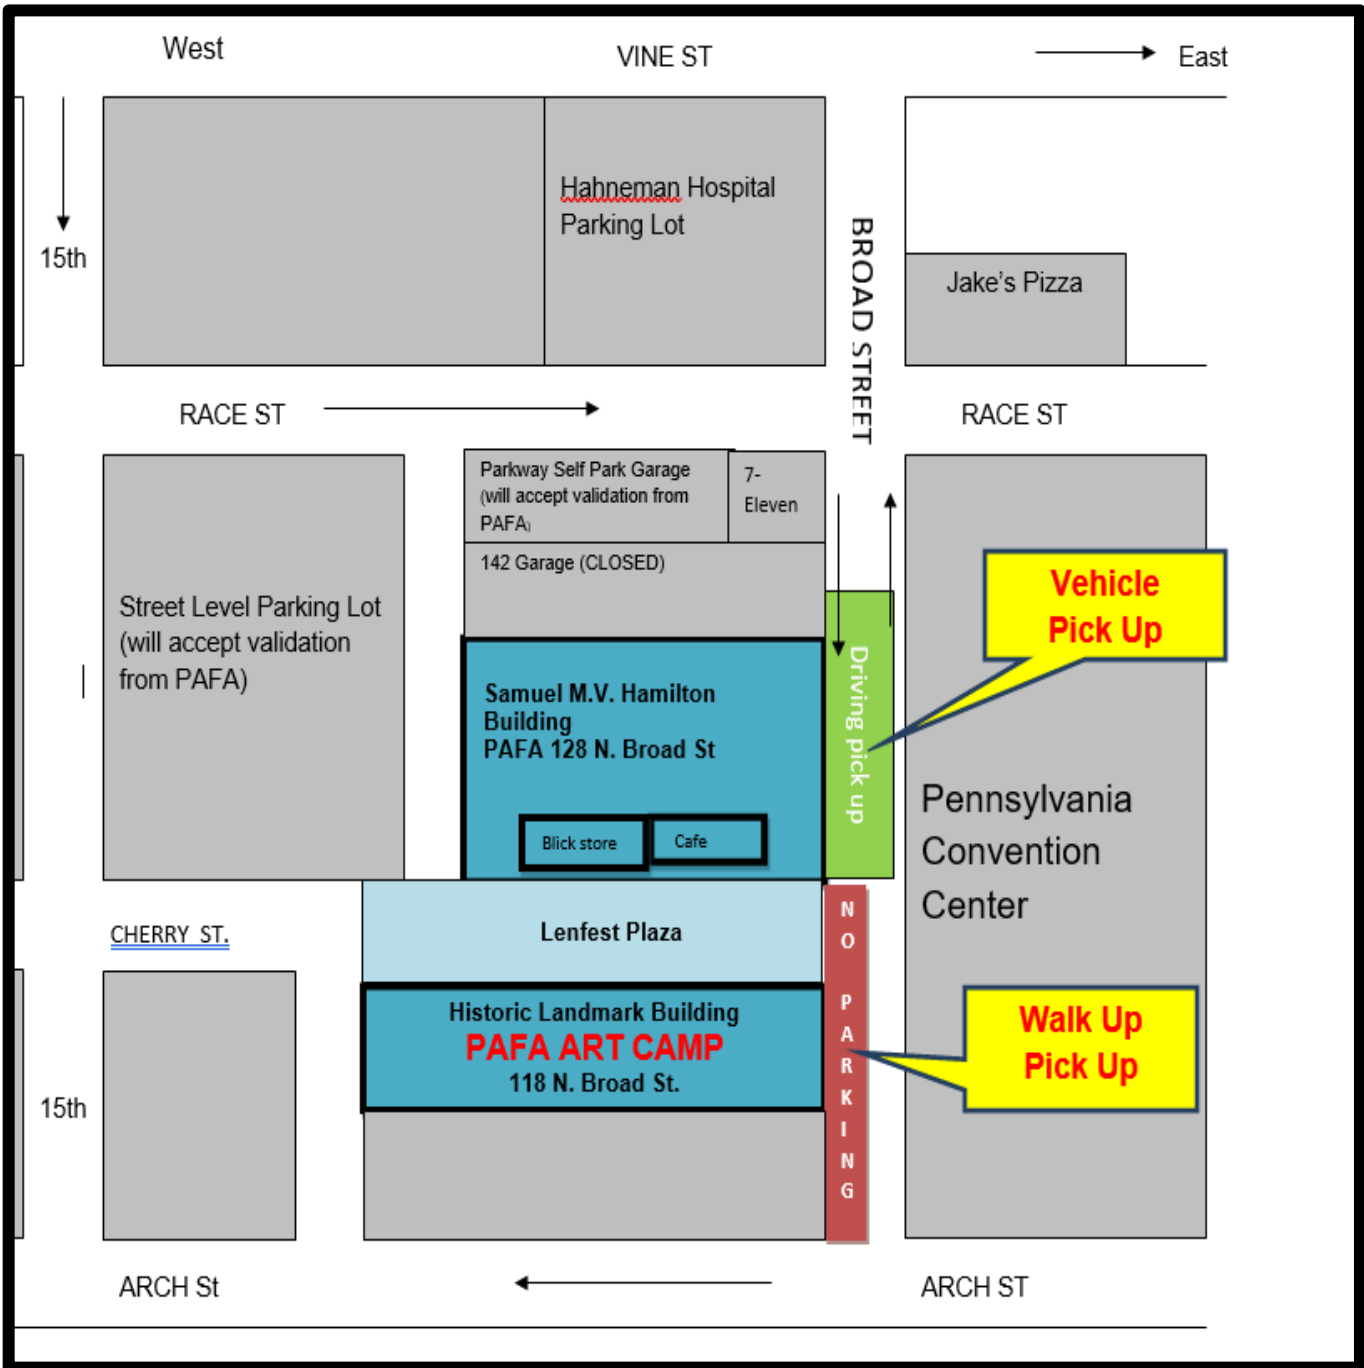 West
VINE ST
East
15th
Hahneman Hospital
Parking Lot
BROAD STREET
Jake's Pizza
RACE ST
RACE ST
Parkway Self Park Garage
(will accept validation from
PAFA)
7-
Eleven
142 Garage (CLOSED)
Street Level Parking Lot
(will accept validation
from PAFA)
Vehicle
Pick Up
Driving pick up
Samuel M.V. Hamilton
Building
PAFA 128 N. Broad St
Blick store
Cafe
Pennsylvania
Convention
Center
CHERRY ST.
Lenfest Plaza
NO PARKING
Historic Landmark Building
PAFA ART CAMP
118 N. Broad St.
Walk Up
Pick Up
15th
ARCH St
ARCH ST